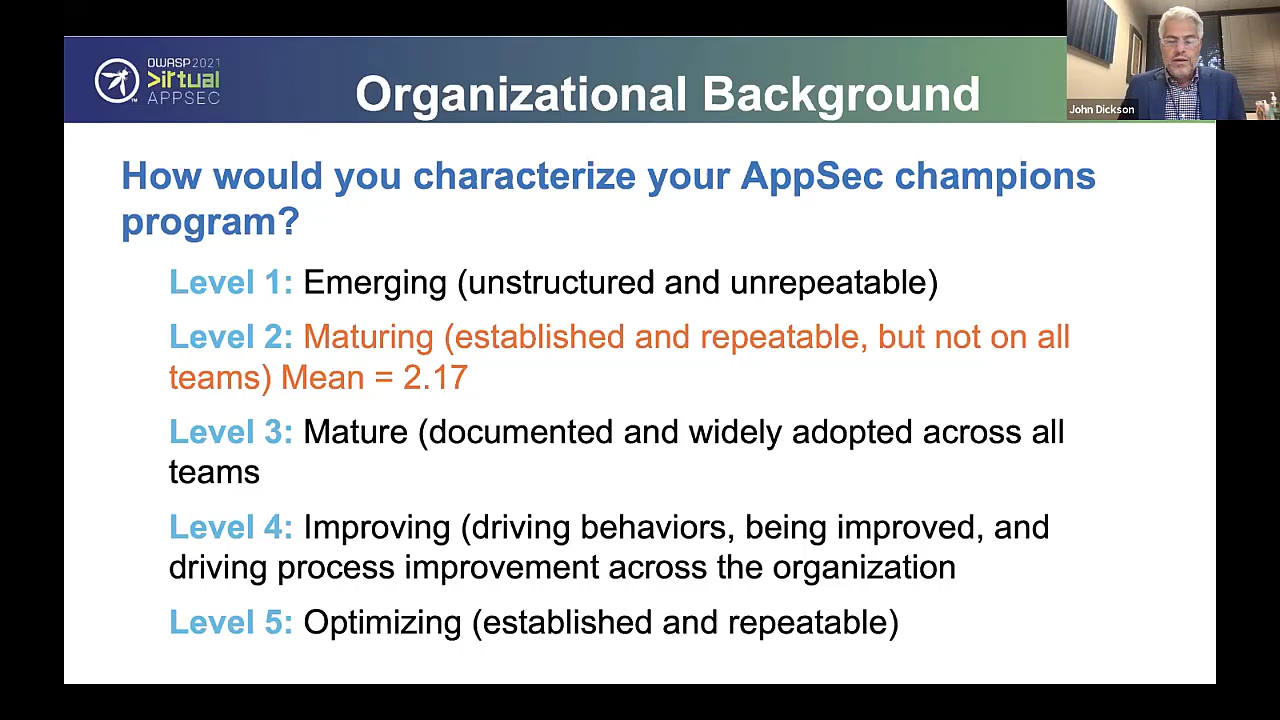 OWASP 2021
Virtual
APPSEC
Organizational Background
John Dickson
How would you characterize your AppSec champions
program?
Level 1: Emerging (unstructured and unrepeatable)
Level 2: Maturing (established and repeatable, but not on all
teams) Mean = 2.17
Level 3: Mature (documented and widely adopted across all
teams
Level 4: Improving (driving behaviors, being improved, and
driving process improvement across the organization
Level 5: Optimizing (established and repeatable)